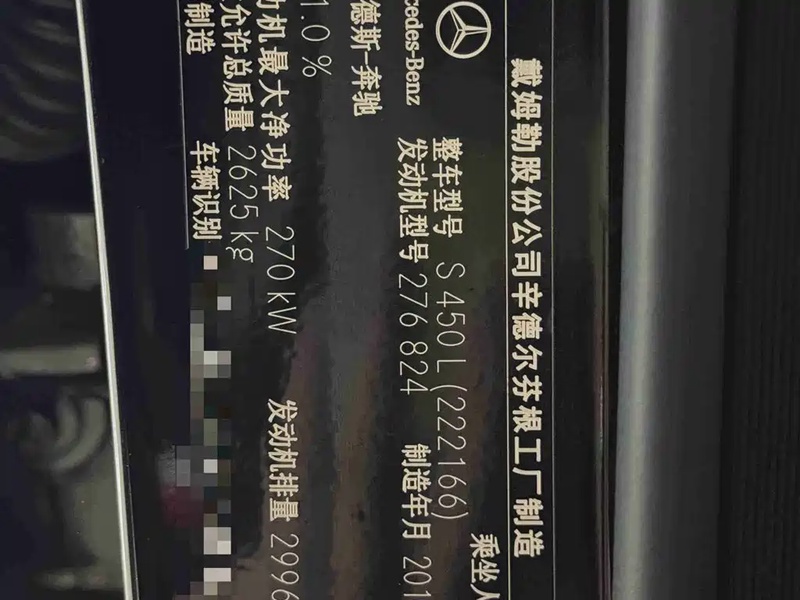 戴姆勒股份公司辛德尔芬根工厂制造
整车型号 S 450 L (222166) 乘坐人
cedes-Benz 发动机型号 276 824 制造年月 201
德斯-奔驰
1.0 %
动机最大净功率 270 kW 发动机排量 2996
允许总质量 2625 kg
制造 车辆识别